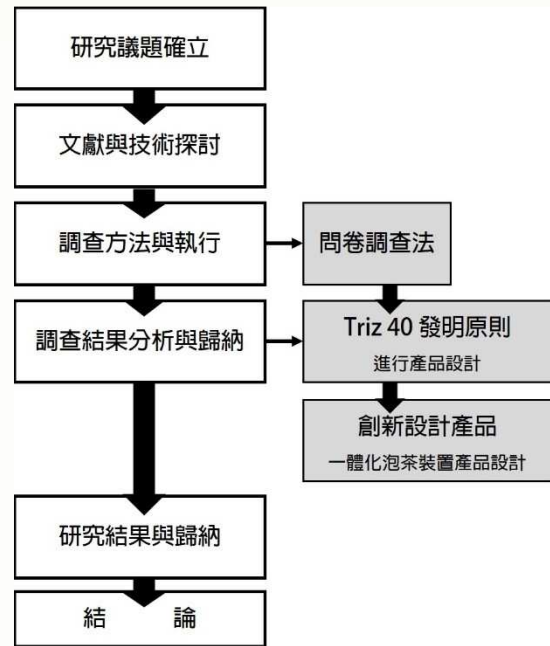 研究議題確立
文獻與技術探討
調查方法與執行
問卷調查法
調查結果分析與歸納
Triz 40 發明原則
進行產品設計
創新設計產品
一體化泡茶裝置產品設計
研究結果與歸納
結 論